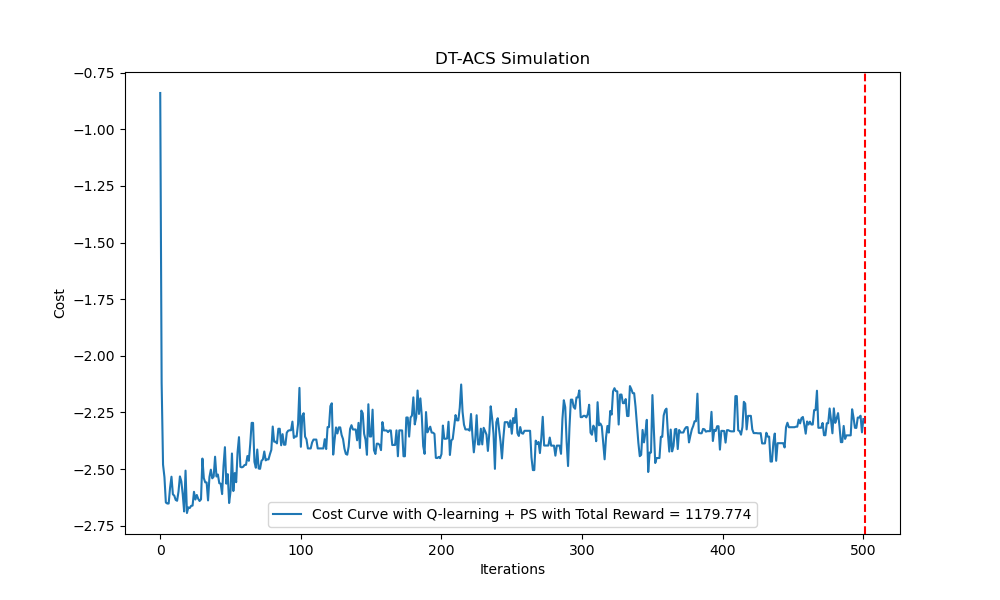 DT-ACS Simulation
−0.75
−1.00
−1.25
−1.50
−1.75
−2.00
−2.25
−2.50
−2.75
Cost
Cost Curve with Q-learning + PS with Total Reward = 1179.774
0 100 200 300 400 500
Iterations